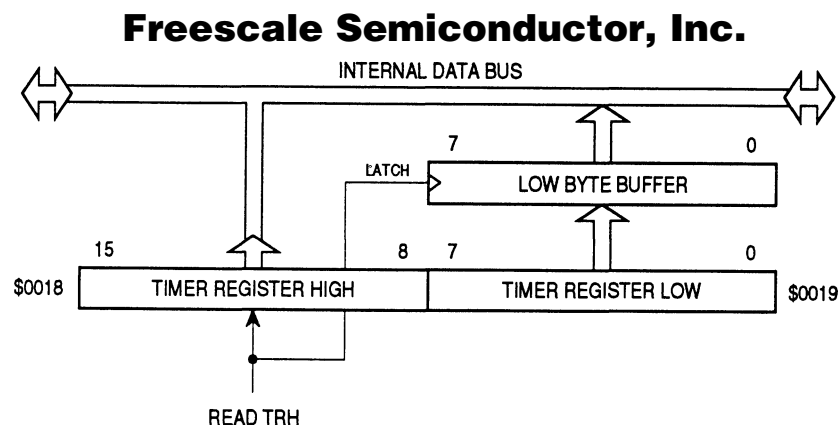 Freescale Semiconductor, Inc.
INTERNAL DATA BUS
7 0
LATCH
LOW BYTE BUFFER
15 8 7 0
$0018 TIMER REGISTER HIGH TIMER REGISTER LOW $0019
READ TRH